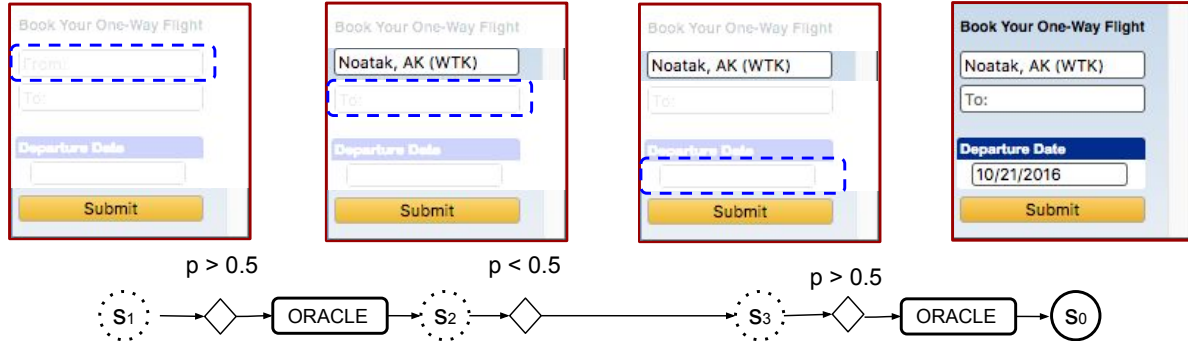 Book Your One-Way Flight
From:
To:
Departure Date
Submit
Book Your One-Way Flight
Noatak, AK (WTK)
To:
Departure Date
Submit
Book Your One-Way Flight
Noatak, AK (WTK)
To:
Departure Date
Submit
Book Your One-Way Flight
Noatak, AK (WTK)
To:
Departure Date
10/21/2016
Submit
p > 0.5
p < 0.5
p > 0.5
S1
ORACLE
S2
S3
ORACLE
S0